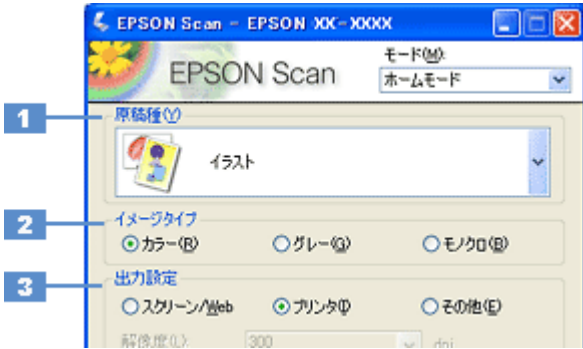 EPSON Scan - EPSON XX-XXXX
EPSON Scan
モード(M):
ホームモード
1
原稿種(Y)
イラスト
2
イメージタイプ
カラー(R)
グレー(G)
モノクロ(B)
3
出力設定
スクリーン/Web
プリンタ(I)
その他(E)
解像度(L):
300
dpi